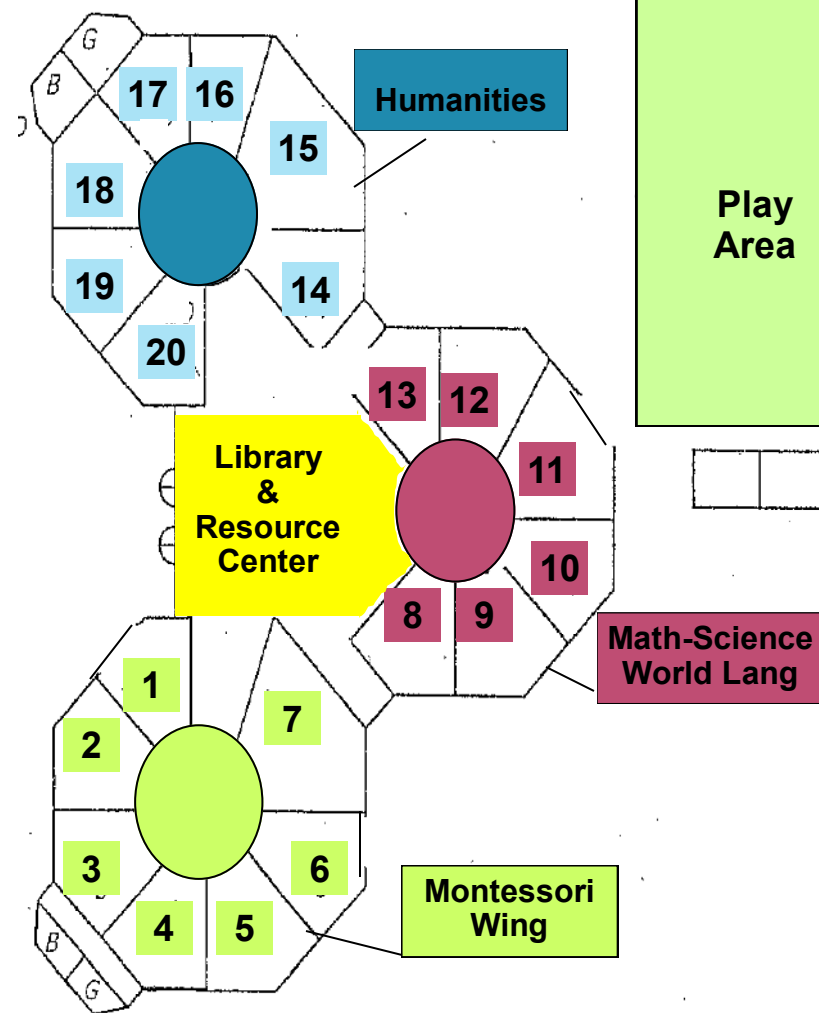 G
B
17
16
Humanities
15
18
Play
Area
19
14
20
13
12
Library
&
Resource
Center
11
10
8
9
Math-Science
World Lang
1
7
2
3
6
Montessori
Wing
4
5
B
G